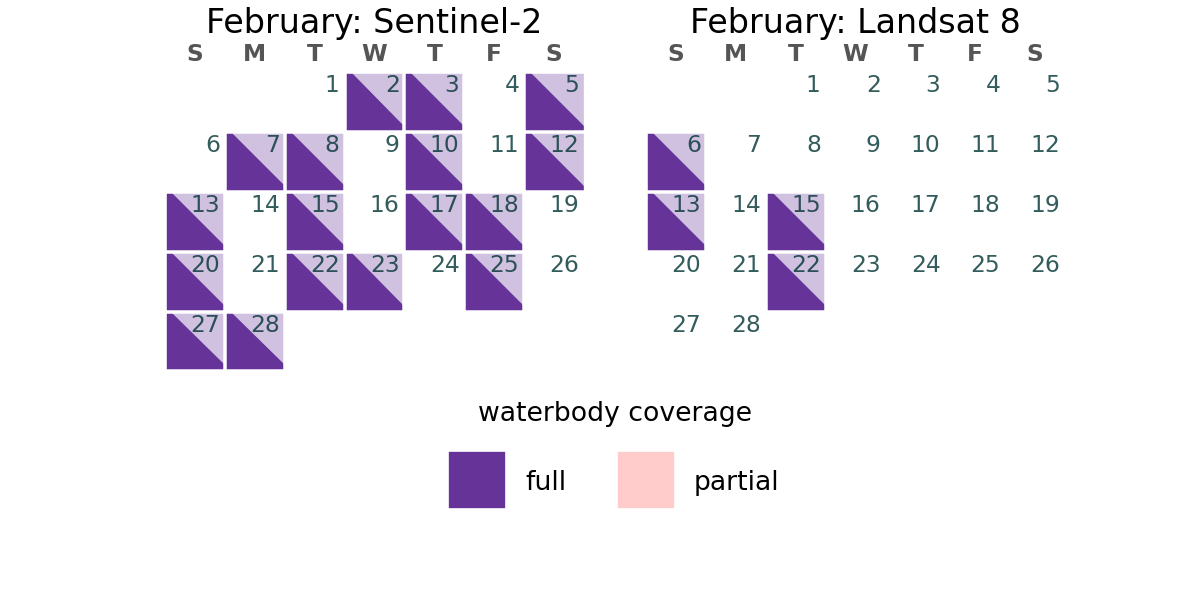 February: Sentinel-2
S M T W T F S
1 2 3 4 5
6 7 8 9 10 11 12
13 14 15 16 17 18 19
20 21 22 23 24 25 26
27 28
February: Landsat 8
S M T W T F S
1 2 3 4 5
6 7 8 9 10 11 12
13 14 15 16 17 18 19
20 21 22 23 24 25 26
27 28
waterbody coverage
full
partial